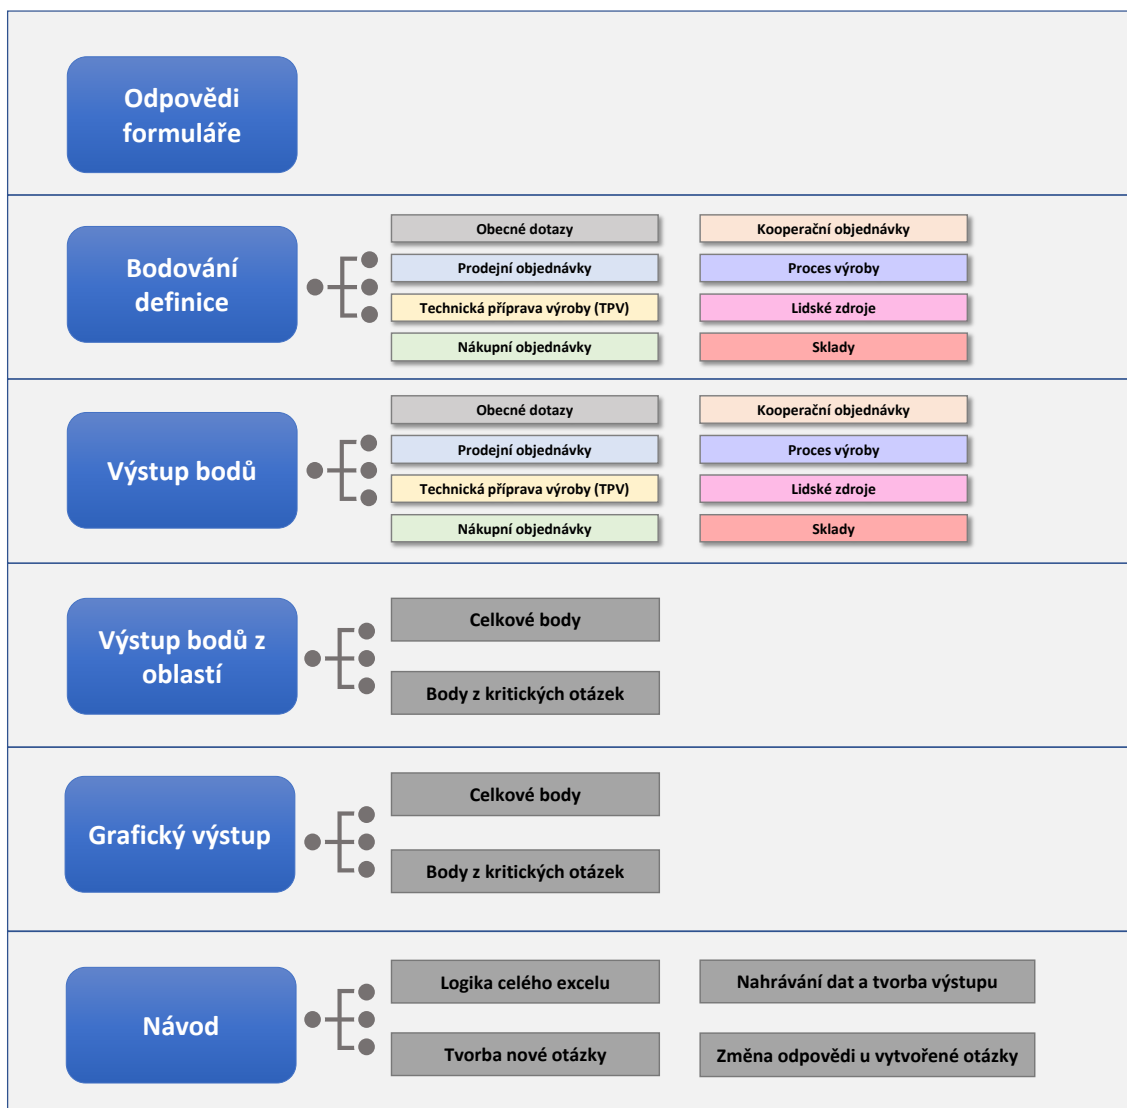 Odpovědi
formuláře
Bodování
definice
Obecné dotazy
Kooperační objednávky
Prodejní objednávky
Proces výroby
Technická příprava výroby (TPV)
Lidské zdroje
Nákupní objednávky
Sklady
Výstup bodů
Obecné dotazy
Kooperační objednávky
Prodejní objednávky
Proces výroby
Technická příprava výroby (TPV)
Lidské zdroje
Nákupní objednávky
Sklady
Výstup bodů z
oblastí
Celkové body
Body z kritických otázek
Grafický výstup
Celkové body
Body z kritických otázek
Návod
Logika celého excelu
Nahrávání dat a tvorba výstupu
Tvorba nové otázky
Změna odpovědi u vytvořené otázky